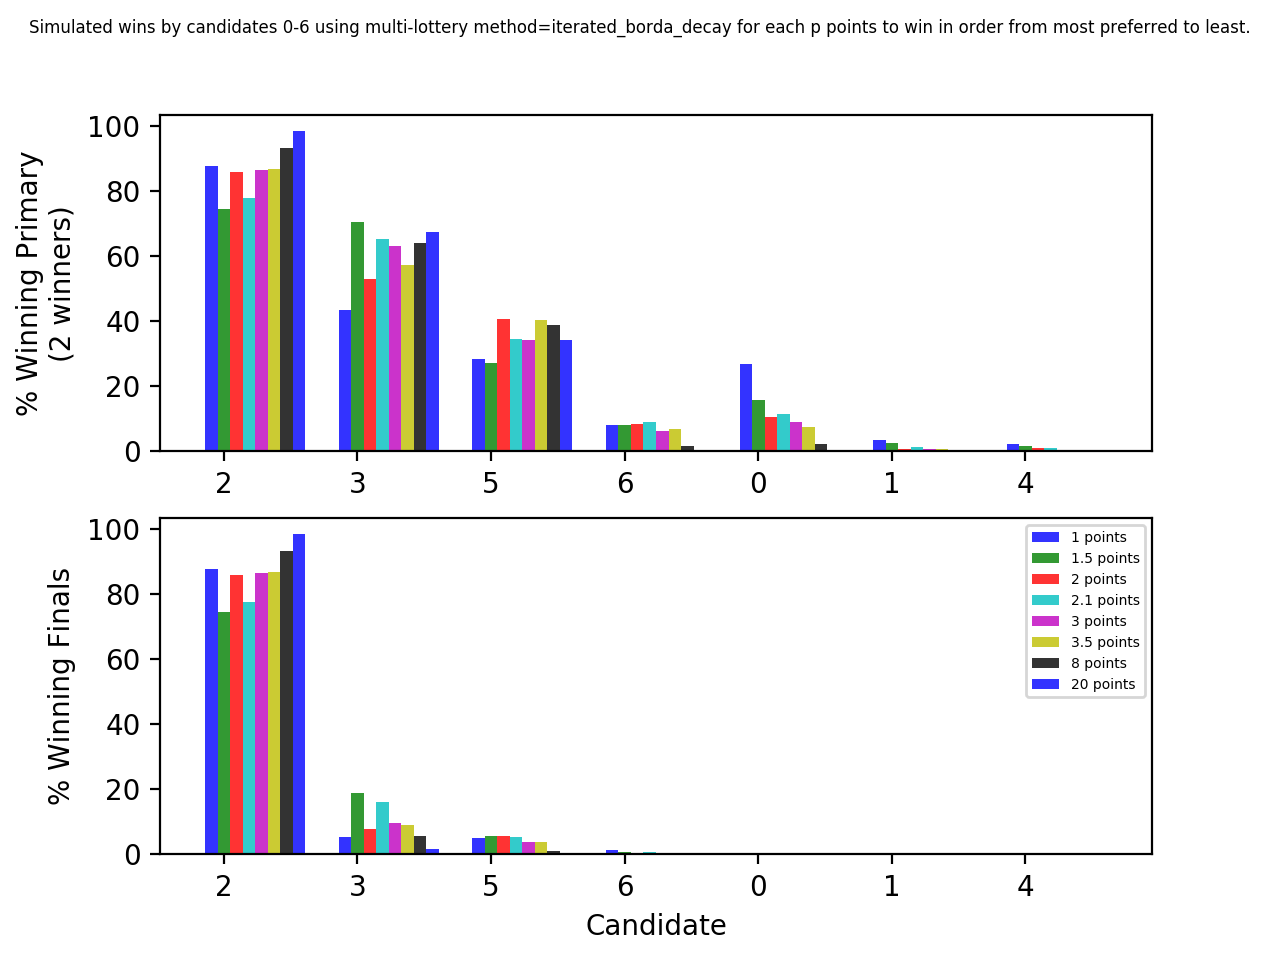 Simulated wins by candidates 0-6 using multi-lottery method=iterated_borda_decay for each p points to win in order from most preferred to least.
% Winning Primary
(2 winners)
100
80
60
40
20
0
2 3 5 6 0 1 4
% Winning Finals
100
80
60
40
20
0
1 points
1.5 points
2 points
2.1 points
3 points
3.5 points
8 points
20 points
2 3 5 6 0 1 4
Candidate